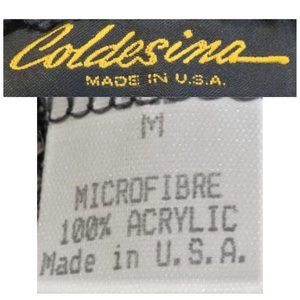 Coldesina
MADE IN U.S.A.
M
MICROFIBRE
100% ACRYLIC
Made in U.S.A.